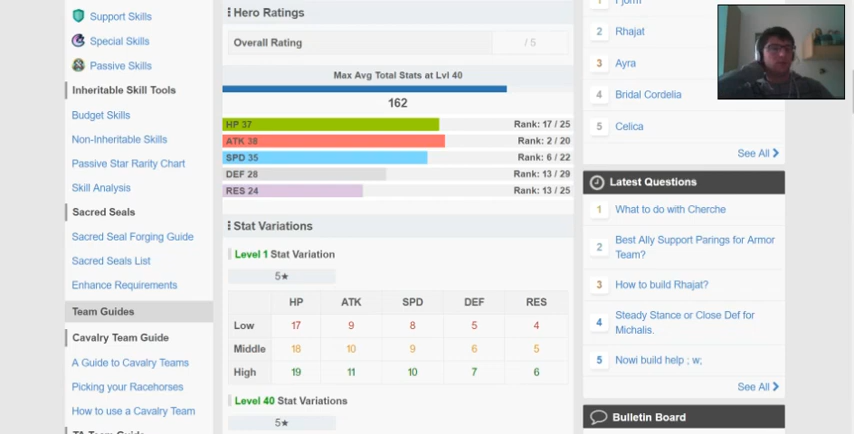 Support Skills
Special Skills
Passive Skills
Inheritable Skill Tools
Budget Skills
Non-Inheritable Skills
Passive Star Rarity Chart
Skill Analysis
Sacred Seals
Sacred Seal Forging Guide
Sacred Seals List
Enhance Requirements
Team Guides
Cavalry Team Guide
A Guide to Cavalry Teams
Picking your Racehorses
How to use a Cavalry Team
Hero Ratings
Overall Rating / 5
Max Avg Total Stats at Lvl 40
162
HP 37 Rank: 17 / 25
ATK 38 Rank: 2 / 20
SPD 35 Rank: 6 / 22
DEF 28 Rank: 13 / 29
RES 24 Rank: 13 / 25
Stat Variations
Level 1 Stat Variation
5★
HP ATK SPD DEF RES
Low 17 9 8 5 4
Middle 18 10 9 6 5
High 19 11 10 7 6
Level 40 Stat Variations
5★
1 Fjorm
2 Rhajat
3 Ayra
4 Bridal Cordelia
5 Celica
See All >
Latest Questions
1 What to do with Cherche
2 Best Ally Support Parings for Armor
Team?
3 How to build Rhajat?
4 Steady Stance or Close Def for
Michalis.
5 Nowi build help ; w;
See All >
Bulletin Board